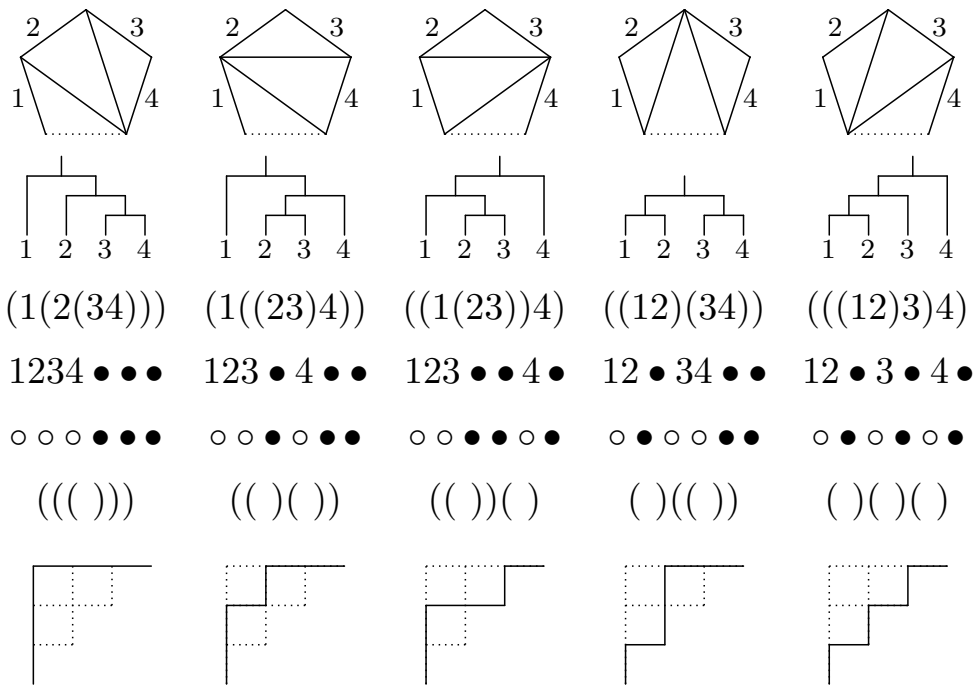 2 3 2 3 2 3 2 3 2 3
1 4 1 4 1 4 1 4 1 4
1 2 3 4 1 2 3 4 1 2 3 4 1 2 3 4 1 2 3 4
(1(2(34))) (1((23)4)) ((1(23))4) ((12)(34)) (((12)3)4)
1234 ● ● ● 123 ● 4 ● ● 123 ● ● 4 ● 12 ● 34 ● ● 12 ● 3 ● 4 ●
○ ○ ○ ● ● ● ○ ○ ● ○ ● ● ○ ○ ● ● ○ ● ○ ● ○ ○ ● ● ○ ● ○ ● ○ ●
((( ))) (( )( )) (( ))( ) ( )(( )) ( )( )( )